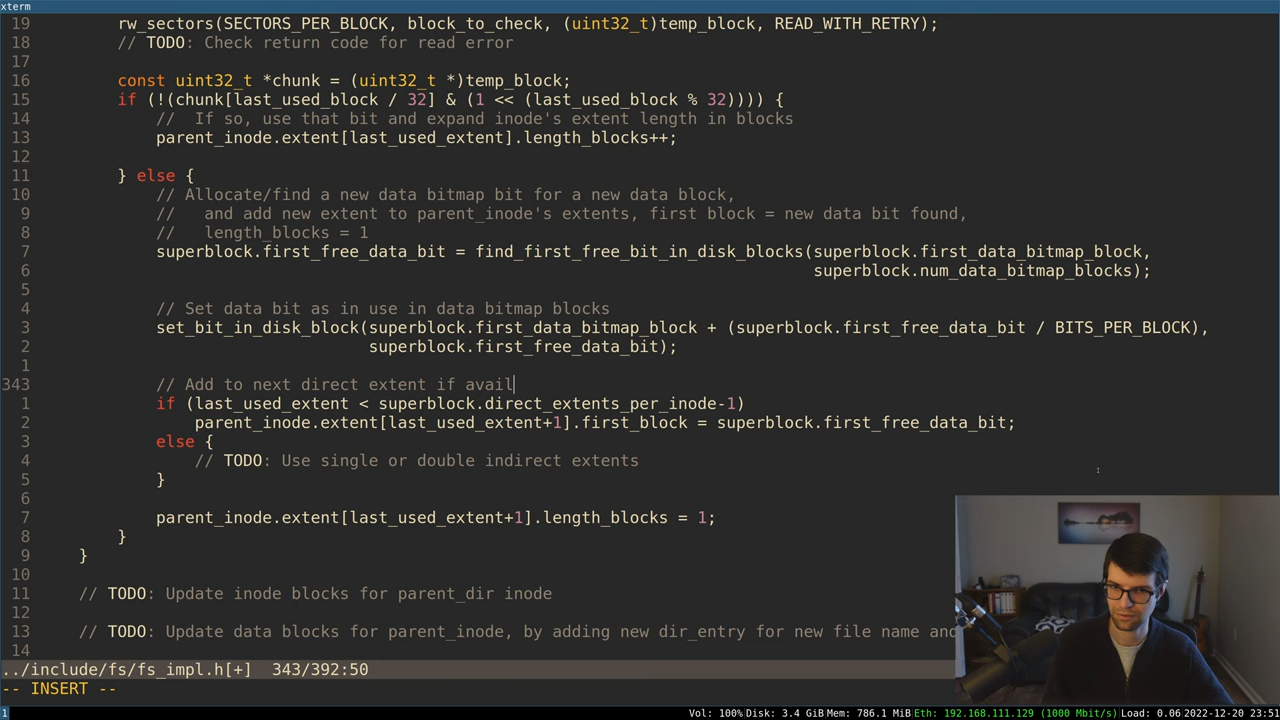 xterm
19 rw_sectors(SECTORS_PER_BLOCK, block_to_check, (uint32_t)temp_block, READ_WITH_RETRY);
18 // TODO: Check return code for read error
17
16 const uint32_t *chunk = (uint32_t *)temp_block;
15 if (!(chunk[last_used_block / 32] & (1 << (last_used_block % 32)))) {
14 //  If so, use that bit and expand inode's extent length in blocks
13 parent_inode.extent[last_used_extent].length_blocks++;
12
11 } else {
10 // Allocate/find a new data bitmap bit for a new data block,
9 //   and add new extent to parent_inode's extents, first block = new data bit found,
8 //   length_blocks = 1
7 superblock.first_free_data_bit = find_first_free_bit_in_disk_blocks(superblock.first_data_bitmap_block,
6 superblock.num_data_bitmap_blocks);
5
4 // Set data bit as in use in data bitmap blocks
3 set_bit_in_disk_block(superblock.first_data_bitmap_block + (superblock.first_free_data_bit / BITS_PER_BLOCK),
2 superblock.first_free_data_bit);
1
343 // Add to next direct extent if avail
1 if (last_used_extent < superblock.direct_extents_per_inode-1)
2 parent_inode.extent[last_used_extent+1].first_block = superblock.first_free_data_bit;
3 else {
4 // TODO: Use single or double indirect extents
5 }
6
7 parent_inode.extent[last_used_extent+1].length_blocks = 1;
8 }
9 }
10
11 // TODO: Update inode blocks for parent_dir inode
12
13 // TODO: Update data blocks for parent_inode, by adding new dir_entry for new file name and
14
../include/fs/fs_impl.h[+]  343/392:50
-- INSERT --
1 Vol: 100% Disk: 3.4 GiB Mem: 786.1 MiB Eth: 192.168.111.129 (1000 Mbit/s) Load: 0.06 2022-12-20 23:51